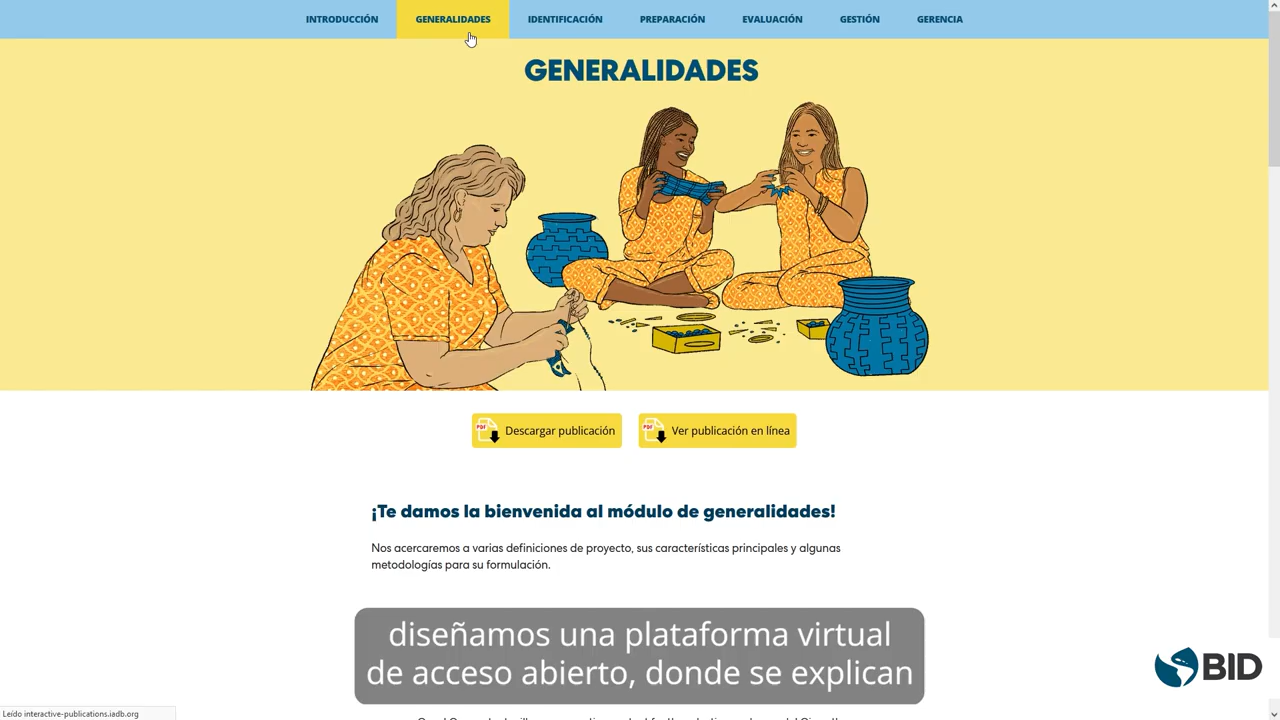 INTRODUCCIÓN GENERALIDADES IDENTIFICACIÓN PREPARACIÓN EVALUACIÓN GESTIÓN GERENCIA
GENERALIDADES
PDF Descargar publicación PDF Ver publicación en línea
¡Te damos la bienvenida al módulo de generalidades!
Nos acercaremos a varias definiciones de proyecto, sus características principales y algunas
metodologías para su formulación.
diseñamos una plataforma virtual
de acceso abierto, donde se explican
BID
Leído interactive-publications.iadb.org